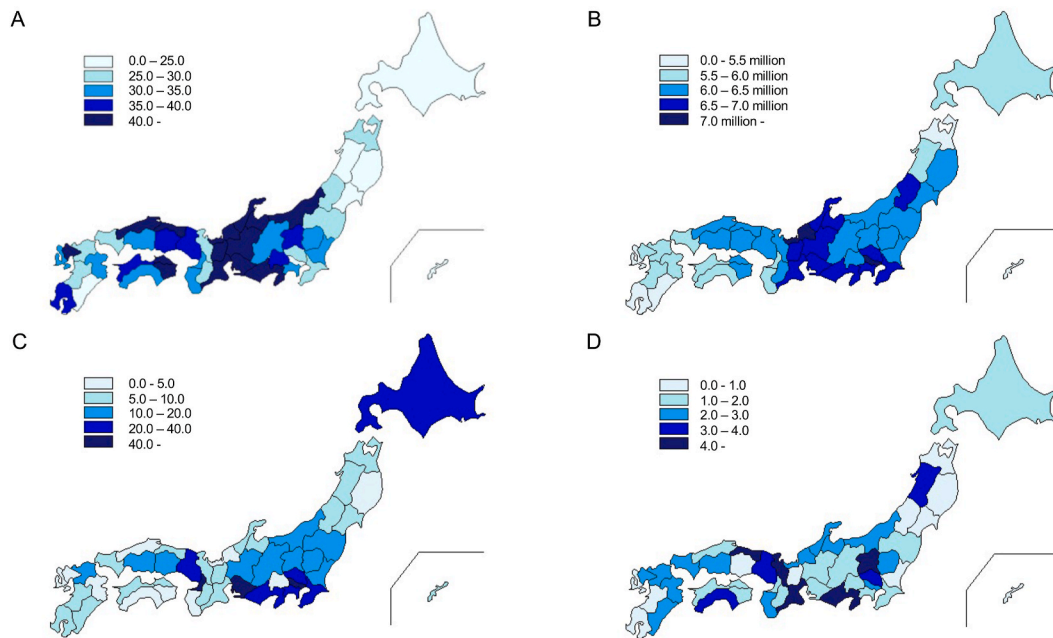 A
0.0 – 25.0
25.0 – 30.0
30.0 – 35.0
35.0 – 40.0
40.0 -
B
0.0 - 5.5 million
5.5 – 6.0 million
6.0 – 6.5 million
6.5 – 7.0 million
7.0 million -
C
0.0 - 5.0
5.0 – 10.0
10.0 – 20.0
20.0 – 40.0
40.0 -
D
0.0 - 1.0
1.0 – 2.0
2.0 – 3.0
3.0 – 4.0
4.0 -